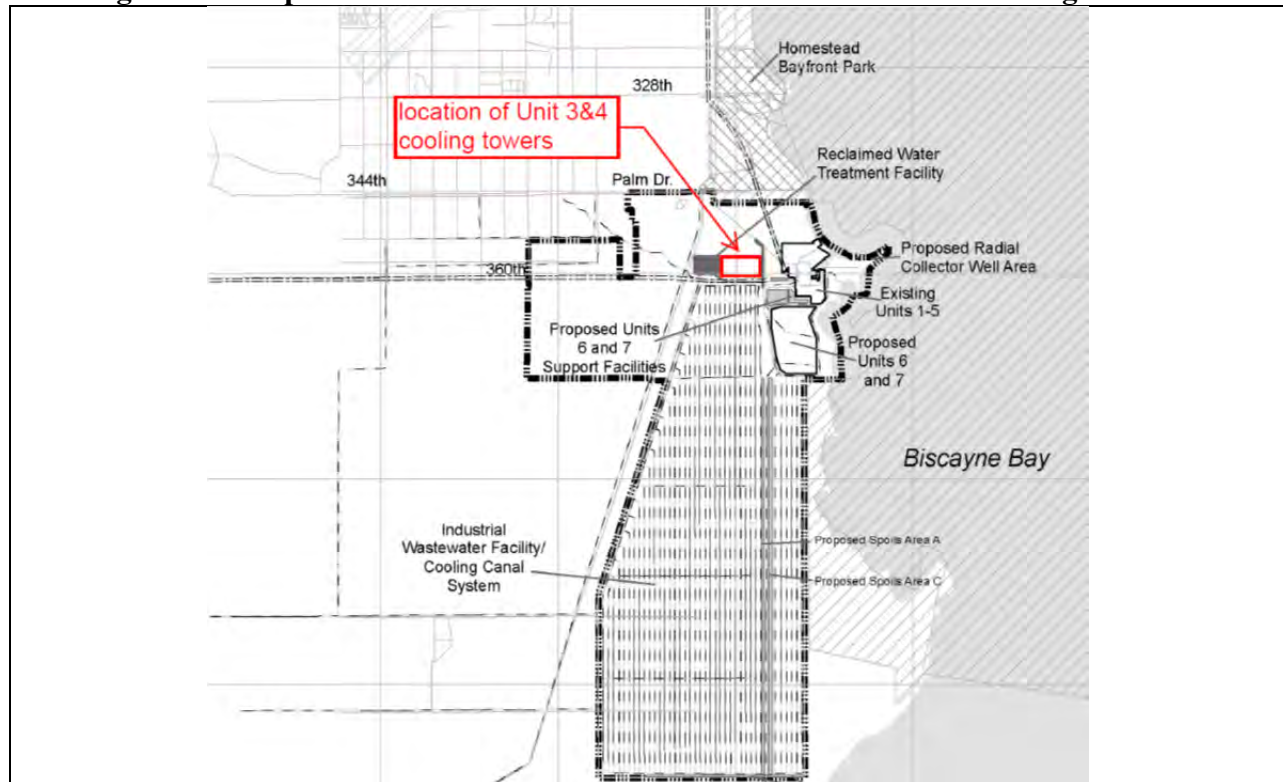 Homestead
Bayfront Park
328th
location of Unit 3&4
cooling towers
Reclaimed Water
Treatment Facility
344th
Palm Dr.
Proposed Radial
Collector Well Area
360th
Existing
Units 1-5
Proposed Units
6 and 7
Support Facilities
Proposed
Units 6
and 7
Biscayne Bay
Industrial
Wastewater Facility/
Cooling Canal
System
Proposed Spoils Area A
Proposed Spoils Area C